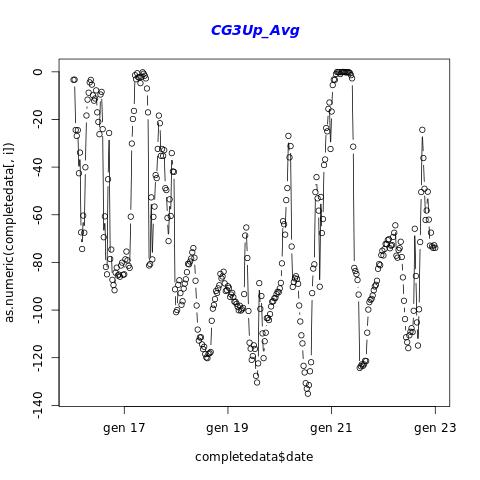 CG3Up_Avg
as.numeric(completedata[, i])
0
-20
-40
-60
-80
-100
-120
-140
gen 17
gen 19
gen 21
gen 23
completedata$date